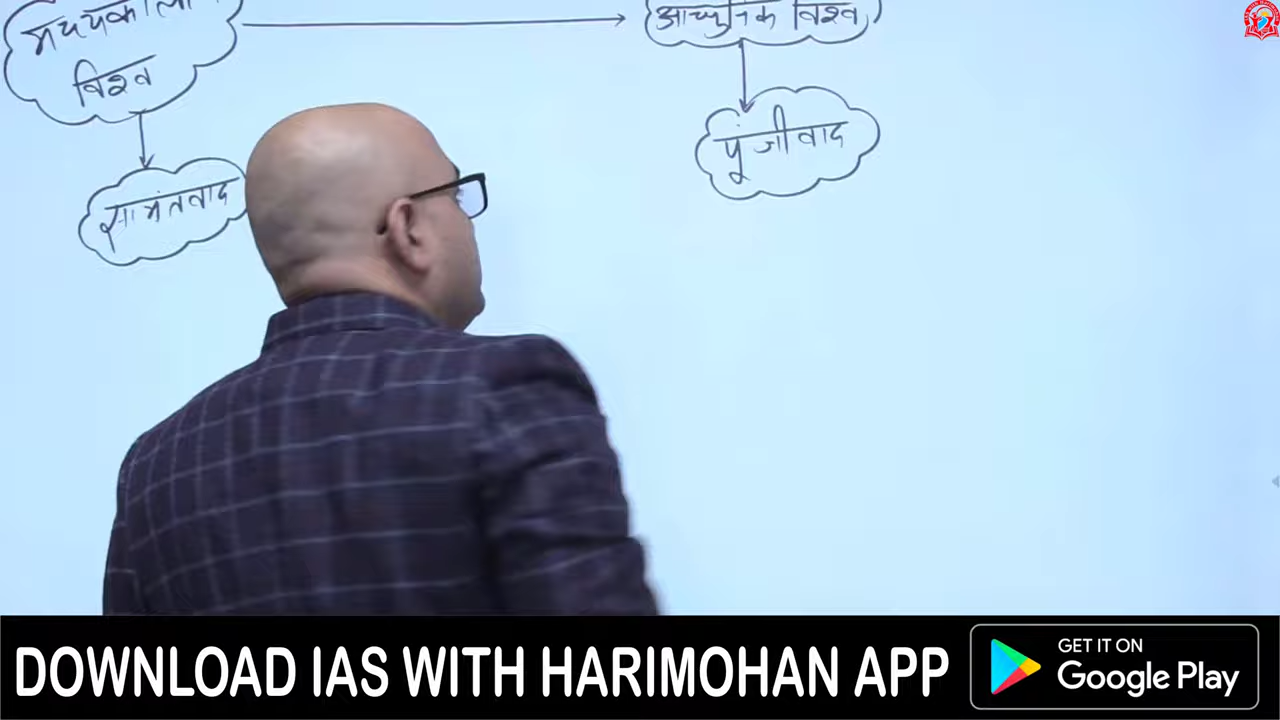 मध्यकालीन
विश्व
आधुनिक विश्व
सामंतवाद
पूंजीवाद
DOWNLOAD IAS WITH HARIMOHAN APP
GET IT ON
Google Play